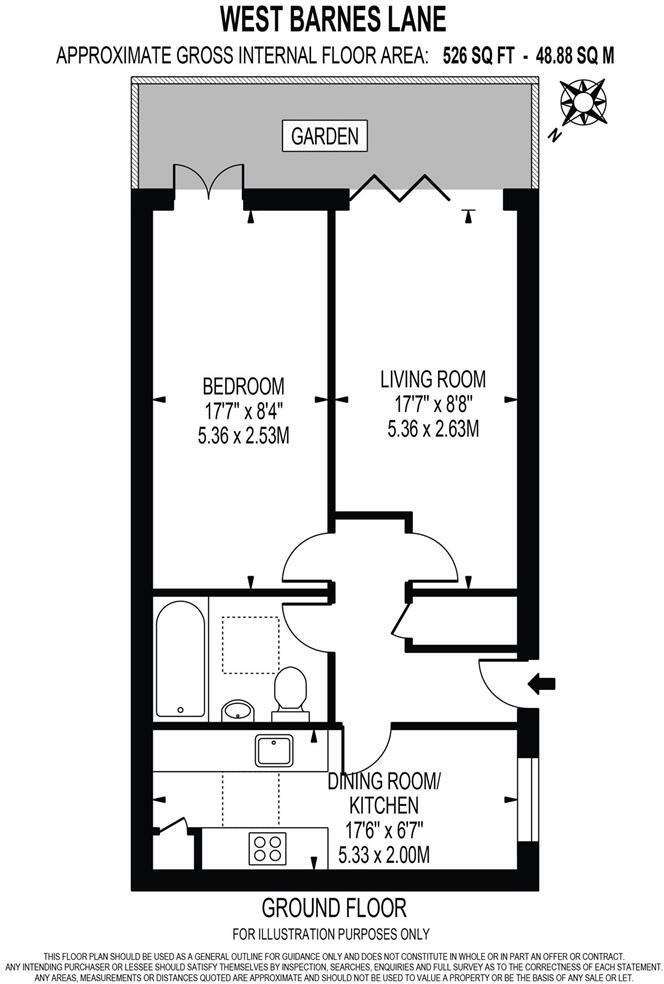 WEST BARNES LANE
APPROXIMATE GROSS INTERNAL FLOOR AREA: 526 SQ FT - 48.88 SQ M
GARDEN
N
BEDROOM
17'7" x 8'4"
5.36 x 2.53M
LIVING ROOM
17'7" x 8'8"
5.36 x 2.63M
DINING ROOM/
KITCHEN
17'6" x 6'7"
5.33 x 2.00M
GROUND FLOOR
FOR ILLUSTRATION PURPOSES ONLY
THIS FLOOR PLAN SHOULD BE USED AS A GENERAL OUTLINE FOR GUIDANCE ONLY AND DOES NOT CONSTITUTE IN WHOLE OR IN PART AN OFFER OR CONTRACT.
ANY INTENDING PURCHASER OR LESSEE SHOULD SATISFY THEMSELVES BY INSPECTION, SEARCHES, ENQUIRIES AND FULL SURVEY AS TO THE CORRECTNESS OF EACH STATEMENT.
ANY AREAS, MEASUREMENTS OR DISTANCES QUOTED ARE APPROXIMATE AND SHOULD NOT BE USED TO VALUE A PROPERTY OR BE THE BASIS OF ANY SALE OR LET.